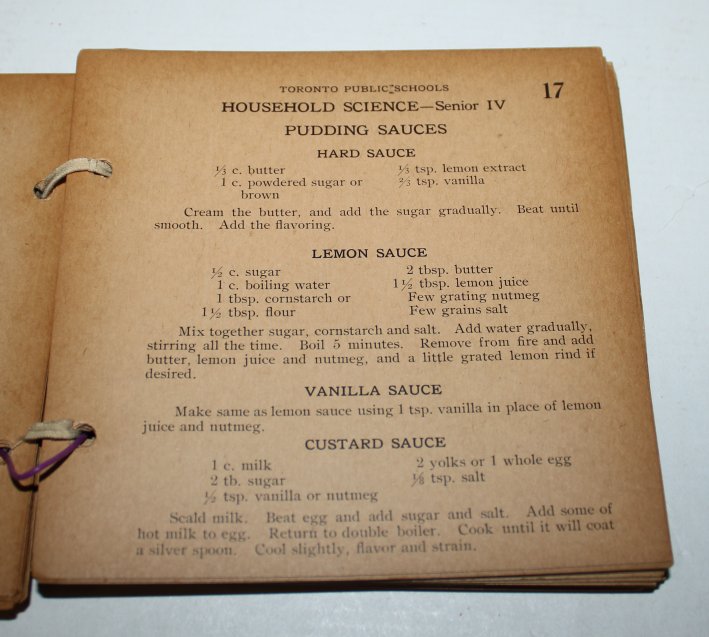 TORONTO PUBLIC SCHOOLS 17
HOUSEHOLD SCIENCE—Senior IV
PUDDING SAUCES
HARD SAUCE
⅓ c. butter ⅓ tsp. lemon extract
1 c. powdered sugar or ⅔ tsp. vanilla
brown
Cream the butter, and add the sugar gradually. Beat until
smooth. Add the flavoring.
LEMON SAUCE
½ c. sugar 2 tbsp. butter
1 c. boiling water 1½ tbsp. lemon juice
1 tbsp. cornstarch or Few grating nutmeg
1½ tbsp. flour Few grains salt
Mix together sugar, cornstarch and salt. Add water gradually,
stirring all the time. Boil 5 minutes. Remove from fire and add
butter, lemon juice and nutmeg, and a little grated lemon rind if
desired.
VANILLA SAUCE
Make same as lemon sauce using 1 tsp. vanilla in place of lemon
juice and nutmeg.
CUSTARD SAUCE
1 c. milk 2 yolks or 1 whole egg
2 tb. sugar ⅛ tsp. salt
½ tsp. vanilla or nutmeg
Scald milk. Beat egg and add sugar and salt. Add some of
hot milk to egg. Return to double boiler. Cook until it will coat
a silver spoon. Cool slightly, flavor and strain.